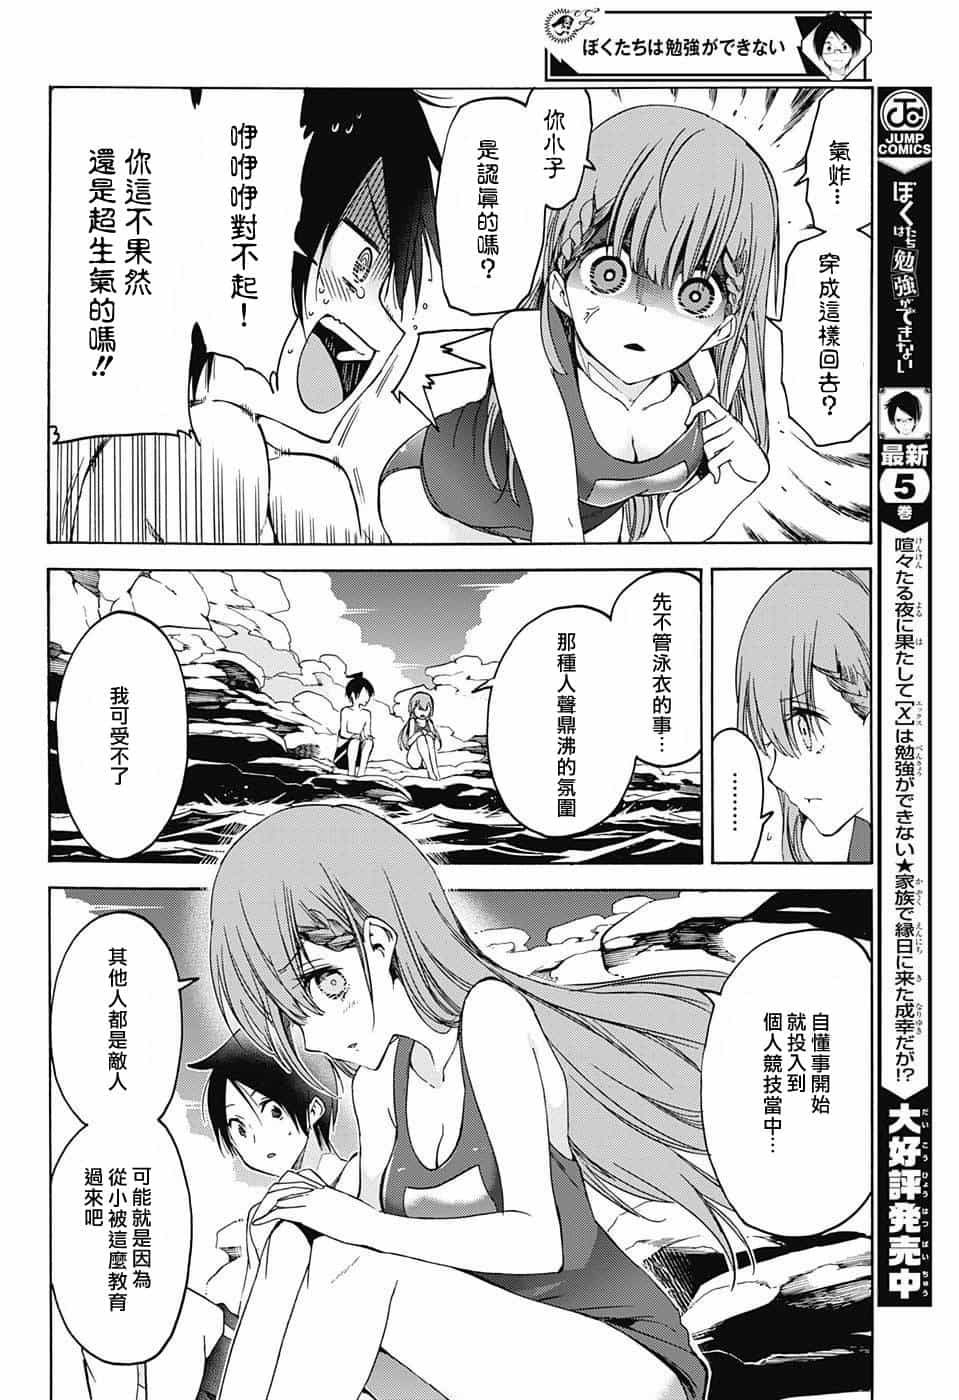 ぼくたちは勉強ができない
氣炸…
穿成這樣回去?
你小子
是認真的嗎?
咿咿咿對不起!
你這不果然
還是超生氣的嗎!!
………
先不管泳衣的事…
那種人聲鼎沸的氛圍
我可受不了
自懂事開始
就投入到
個人競技當中…
其他人都是敵人
可能就是因為
從小被這麼教育
過來吧
JUMP COMICS
ぼくたちは勉強ができない
最新5巻
喧々たる夜に果たして[X]は勉強ができない★家族で縁日に来た成幸だが!?
大好評発売中